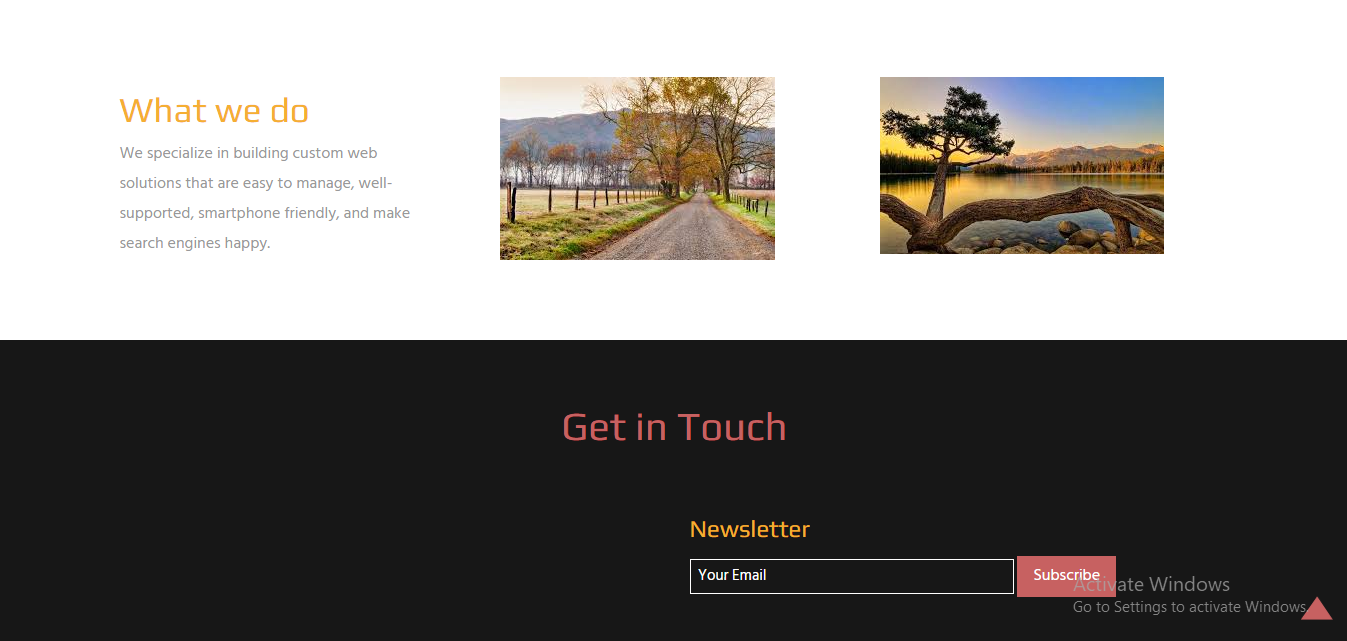 What we do
We specialize in building custom web
solutions that are easy to manage, well-
supported, smartphone friendly, and make
search engines happy.
Get in Touch
Newsletter
Your Email
Subscribe
Activate Windows
Go to Settings to activate Windows.